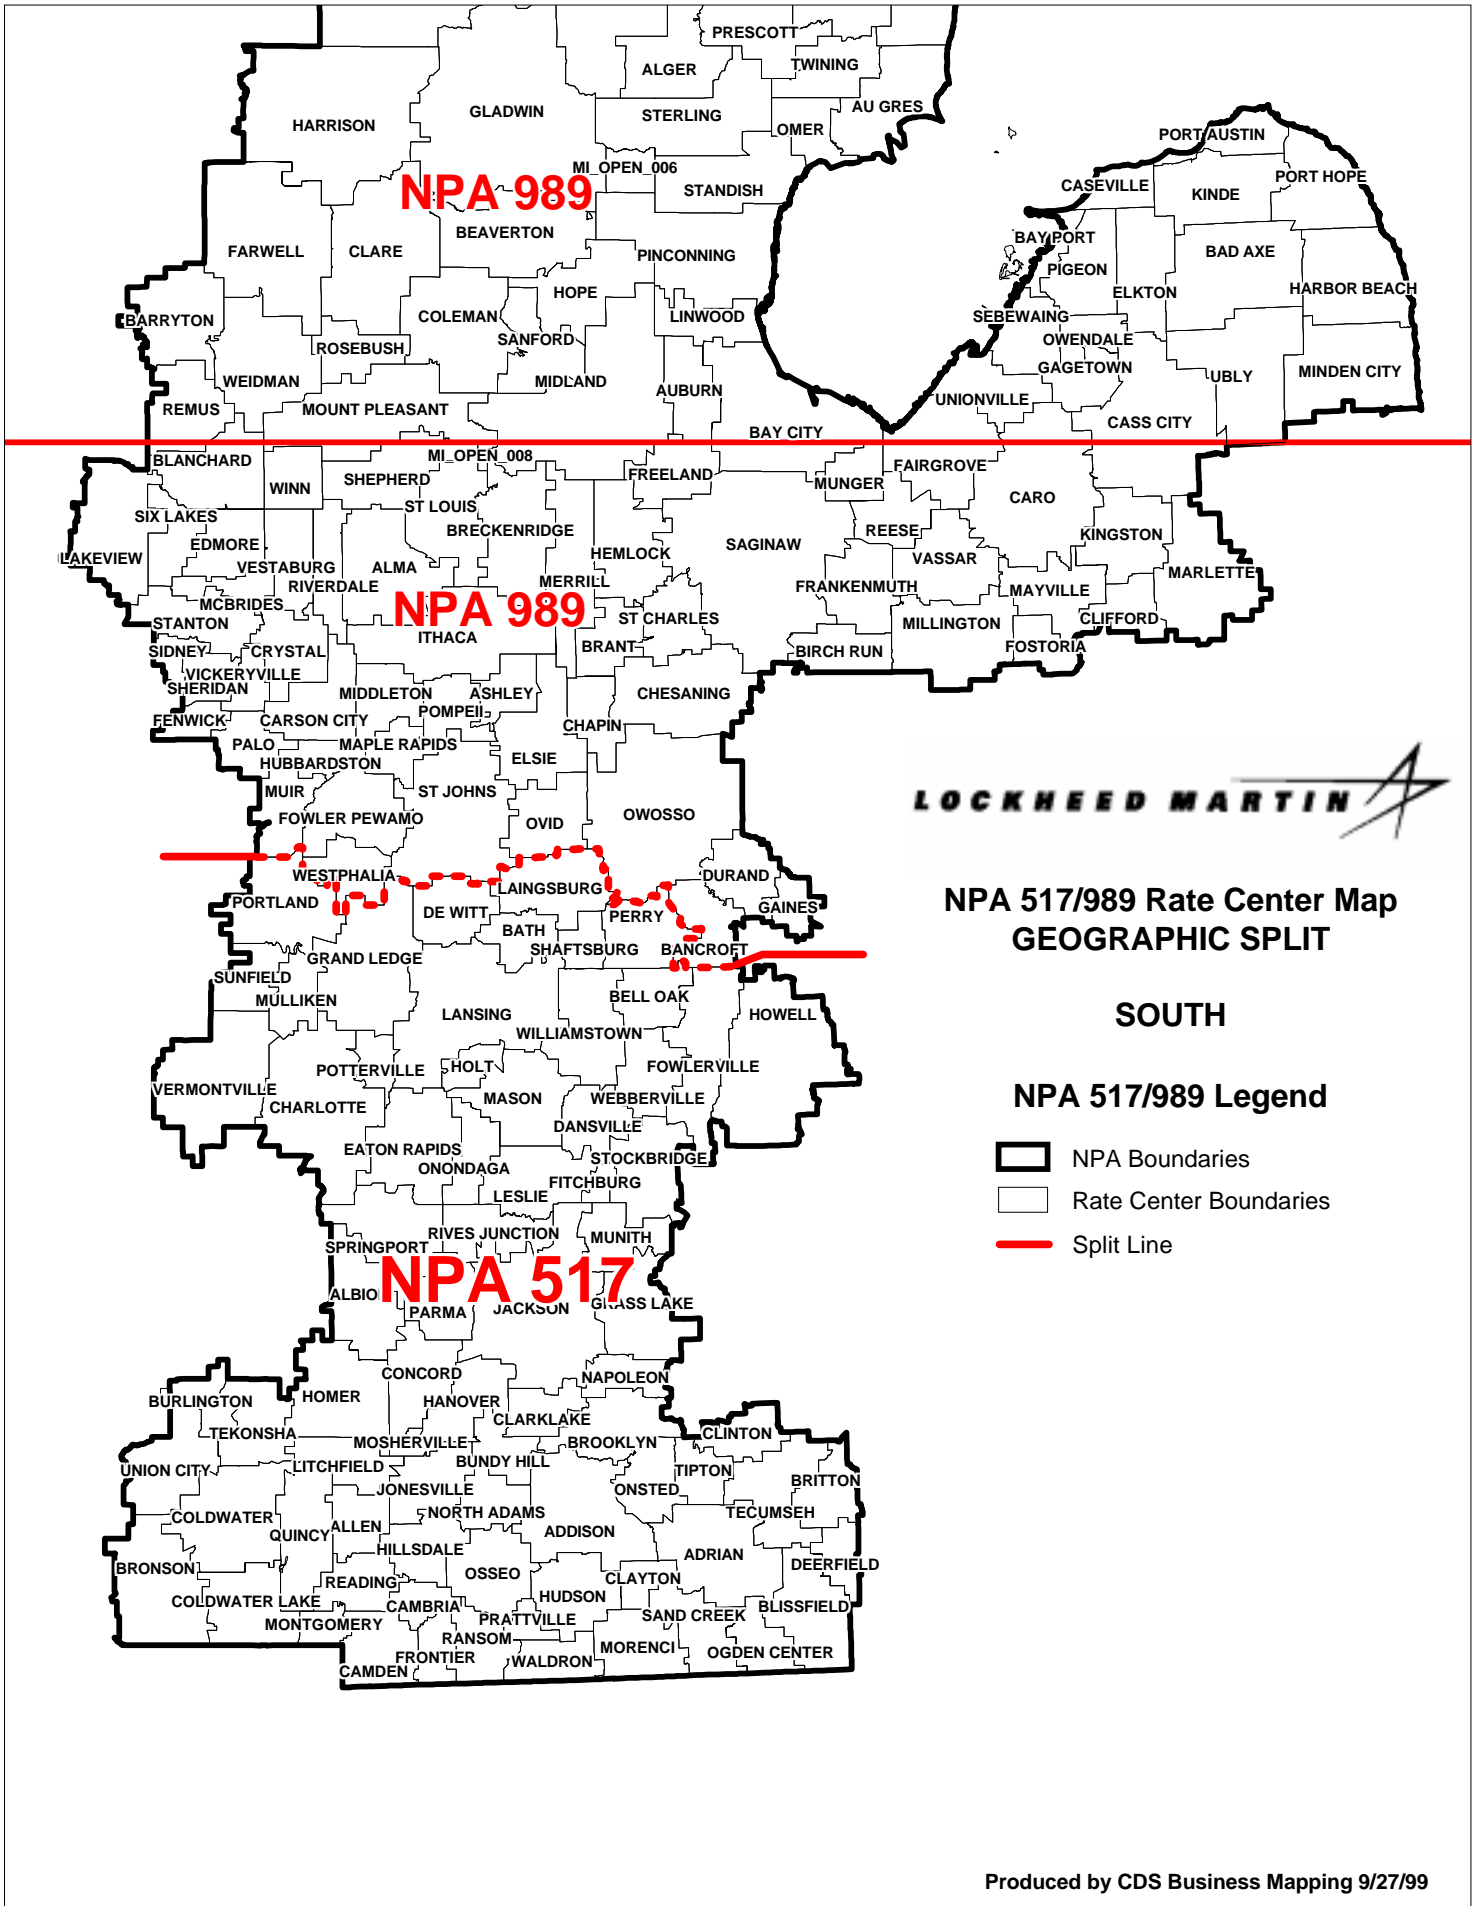 PRESCOTT
TWINING
ALGER
AU GRES
GLADWIN
STERLING
HARRISON
OMER
PORT AUSTIN
MI_OPEN_006
PORT HOPE
STANDISH
CASEVILLE
KINDE
NPA 989
BEAVERTON
BAY PORT
FARWELL
CLARE
PINCONNING
BAD AXE
PIGEON
HOPE
ELKTON
HARBOR BEACH
BARRYTON
COLEMAN
LINWOOD
SEBEWAING
SANFORD
OWENDALE
ROSEBUSH
GAGETOWN
WEIDMAN
MIDLAND
AUBURN
UBLY
MINDEN CITY
REMUS
MOUNT PLEASANT
UNIONVILLE
CASS CITY
BAY CITY
BLANCHARD
MI_OPEN_008
FAIRGROVE
SHEPHERD
FREELAND
MUNGER
WINN
CARO
ST LOUIS
SIX LAKES
BRECKENRIDGE
REESE
KINGSTON
EDMORE
SAGINAW
HEMLOCK
LAKEVIEW
VASSAR
VESTABURG
ALMA
MARLETTE
RIVERDALE
MERRILL
FRANKENMUTH
MAYVILLE
MCBRIDES
NPA 989
STANTON
ST CHARLES
MILLINGTON
CLIFFORD
ITHACA
SIDNEY
CRYSTAL
BRANT
BIRCH RUN
FOSTORIA
VICKERYVILLE
SHERIDAN
MIDDLETON
ASHLEY
CHESANING
POMPEII
FENWICK
CARSON CITY
CHAPIN
PALO
MAPLE RAPIDS
HUBBARDSTON
ELSIE
MUIR
ST JOHNS
LOCKHEED MARTIN
FOWLER PEWAMO
OVID
OWOSSO
WESTPHALIA
DURAND
LAINGSBURG
PORTLAND
DE WITT
PERRY
GAINES
NPA 517/989 Rate Center Map
GEOGRAPHIC SPLIT
BATH
SHAFTSBURG
BANCROFT
GRAND LEDGE
SUNFIELD
MULLIKEN
BELL OAK
LANSING
HOWELL
SOUTH
WILLIAMSTOWN
POTTERVILLE
HOLT
FOWLERVILLE
VERMONTVILLE
MASON
WEBBERVILLE
NPA 517/989 Legend
CHARLOTTE
DANSVILLE
EATON RAPIDS
STOCKBRIDGE
NPA Boundaries
ONONDAGA
FITCHBURG
LESLIE
Rate Center Boundaries
RIVES JUNCTION
MUNITH
SPRINGPORT
Split Line
NPA 517
ALBIO
PARMA
JACKSON
GRASS LAKE
CONCORD
NAPOLEON
BURLINGTON
HOMER
HANOVER
CLARKLAKE
TEKONSHA
MOSHERVILLE
BROOKLYN
CLINTON
UNION CITY
LITCHFIELD
BUNDY HILL
TIPTON
BRITTON
JONESVILLE
ONSTED
COLDWATER
NORTH ADAMS
TECUMSEH
QUINCY
ALLEN
ADDISON
HILLSDALE
ADRIAN
BRONSON
OSSEO
DEERFIELD
READING
CLAYTON
COLDWATER LAKE
HUDSON
CAMBRIA
BLISSFIELD
MONTGOMERY
PRATTVILLE
SAND CREEK
RANSOM
MORENCI
OGDEN CENTER
FRONTIER
WALDRON
CAMDEN
Produced by CDS Business Mapping 9/27/99